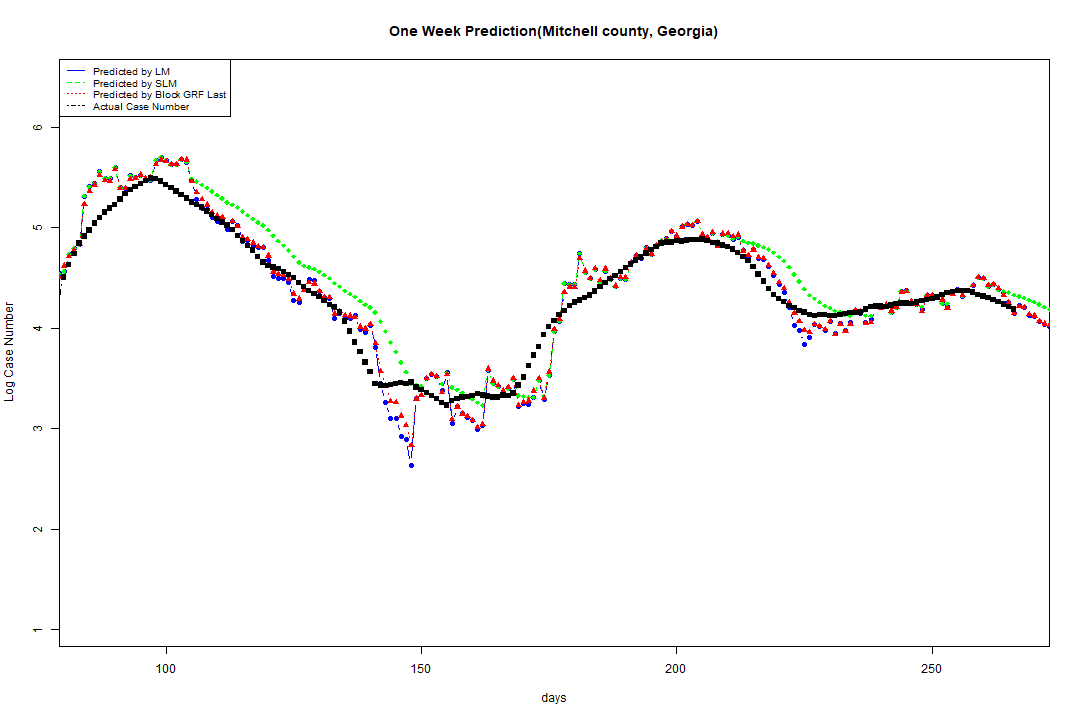 One Week Prediction(Mitchell county, Georgia)
Predicted by LM
Predicted by SLM
Predicted by Block GRF Last
Actual Case Number
Log Case Number
6
5
4
3
2
1
100 150 200 250
days